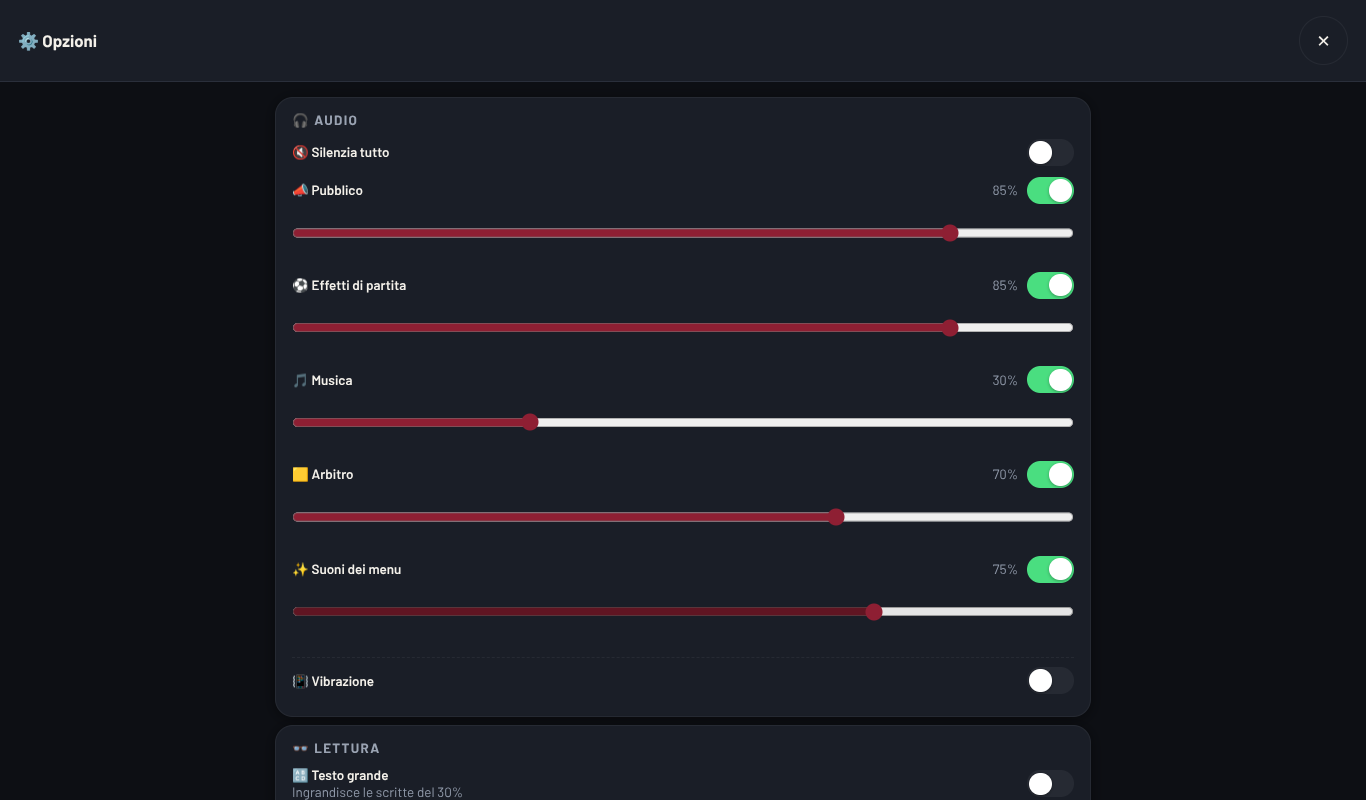 Opzioni
AUDIO
Silenzia tutto
Pubblico 85%
Effetti di partita 85%
Musica 30%
Arbitro 70%
Suoni dei menu 75%
Vibrazione
LETTURA
Testo grande
Ingrandisce le scritte del 30%